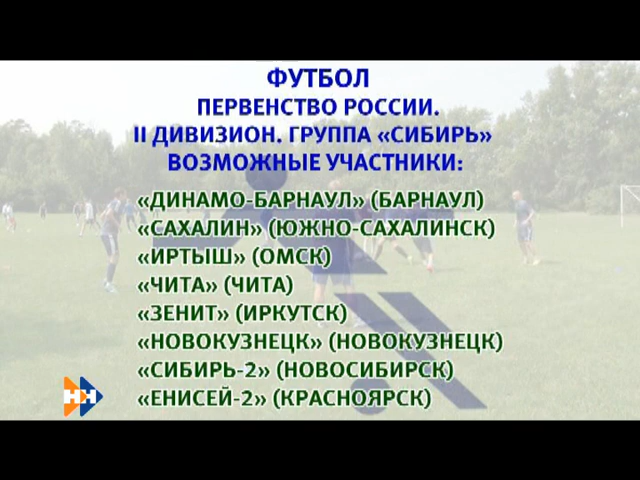 ФУТБОЛ
ПЕРВЕНСТВО РОССИИ.
II ДИВИЗИОН. ГРУППА «СИБИРЬ»
ВОЗМОЖНЫЕ УЧАСТНИКИ:
«ДИНАМО-БАРНАУЛ» (БАРНАУЛ)
«САХАЛИН» (ЮЖНО-САХАЛИНСК)
«ИРТЫШ» (ОМСК)
«ЧИТА» (ЧИТА)
«ЗЕНИТ» (ИРКУТСК)
«НОВОКУЗНЕЦК» (НОВОКУЗНЕЦК)
«СИБИРЬ-2» (НОВОСИБИРСК)
«ЕНИСЕЙ-2» (КРАСНОЯРСК)
НН